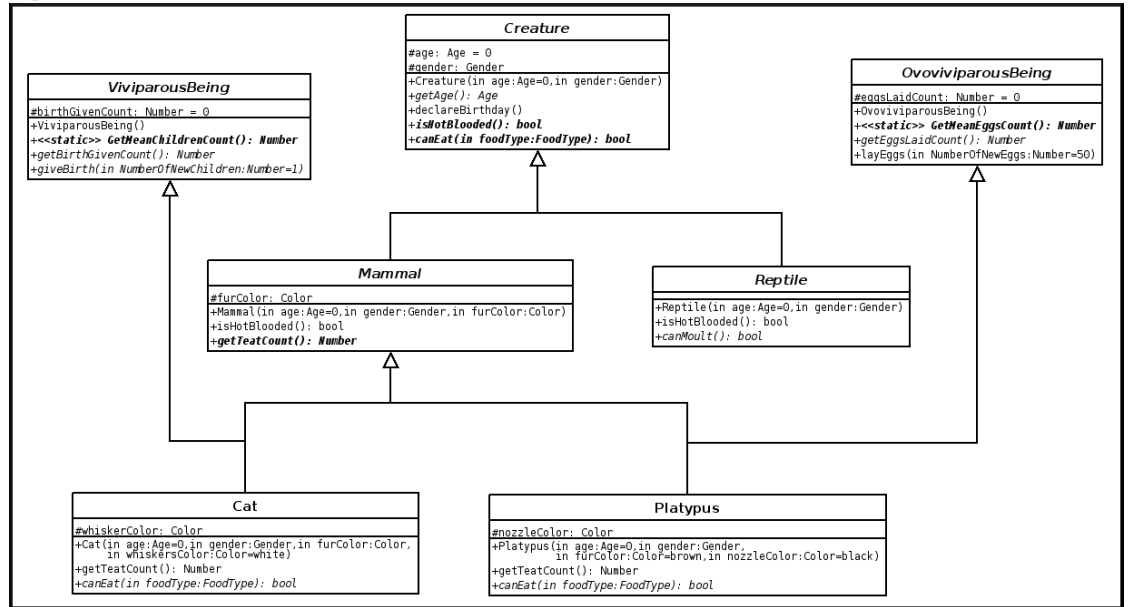 Creature
#age: Age = 0
#gender: Gender
+Creature(in age:Age=0,in gender:Gender)
+getAge(): Age
+declareBirthday()
+isHotBlooded(): bool
+canEat(in foodType:FoodType): bool
ViviparousBeing
#birthGivenCount: Number = 0
+ViviparousBeing()
+<<static>> GetMeanChildrenCount(): Number
+getBirthGivenCount(): Number
+giveBirth(in NumberOfNewChildren:Number=1)
OvoviviparousBeing
#eggsLaidCount: Number = 0
+OvoviviparousBeing()
+<<static>> GetMeanEggsCount(): Number
+getEggsLaidCount(): Number
+layEggs(in NumberOfNewEggs:Number=50)
Mammal
#furColor: Color
+Mammal(in age:Age=0,in gender:Gender,in furColor:Color)
+isHotBlooded(): bool
+getTeatCount(): Number
Reptile
+Reptile(in age:Age=0,in gender:Gender)
+isHotBlooded(): bool
+canMoult(): bool
Cat
#whiskerColor: Color
+Cat(in age:Age=0,in gender:Gender,in furColor:Color,
in whiskersColor:Color=white)
+getTeatCount(): Number
+canEat(in foodType:FoodType): bool
Platypus
#nozzleColor: Color
+Platypus(in age:Age=0,in gender:Gender,
in furColor:Color=brown,in nozzleColor:Color=black)
+getTeatCount(): Number
+canEat(in foodType:FoodType): bool